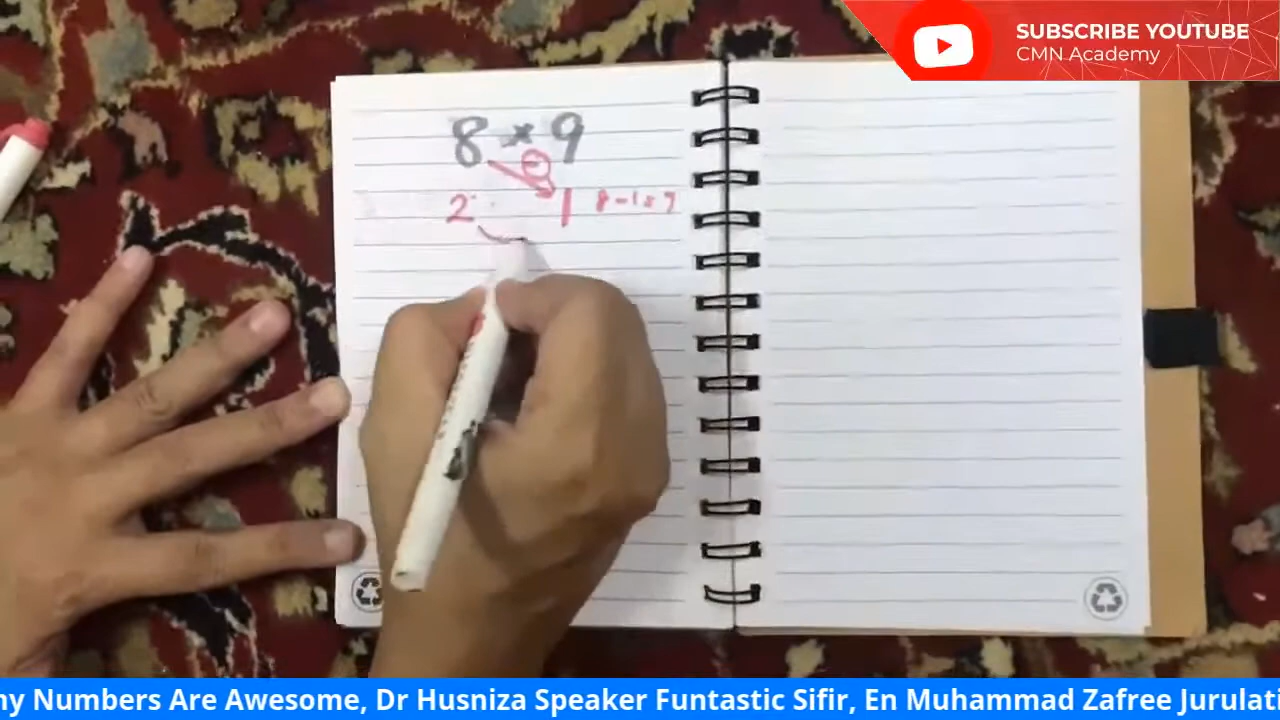 SUBSCRIBE YOUTUBE
CMN Academy
8 × 9
−
2 1 8 - 1 = 7
ny Numbers Are Awesome, Dr Husniza Speaker Funtastic Sifir, En Muhammad Zafree Jurulati